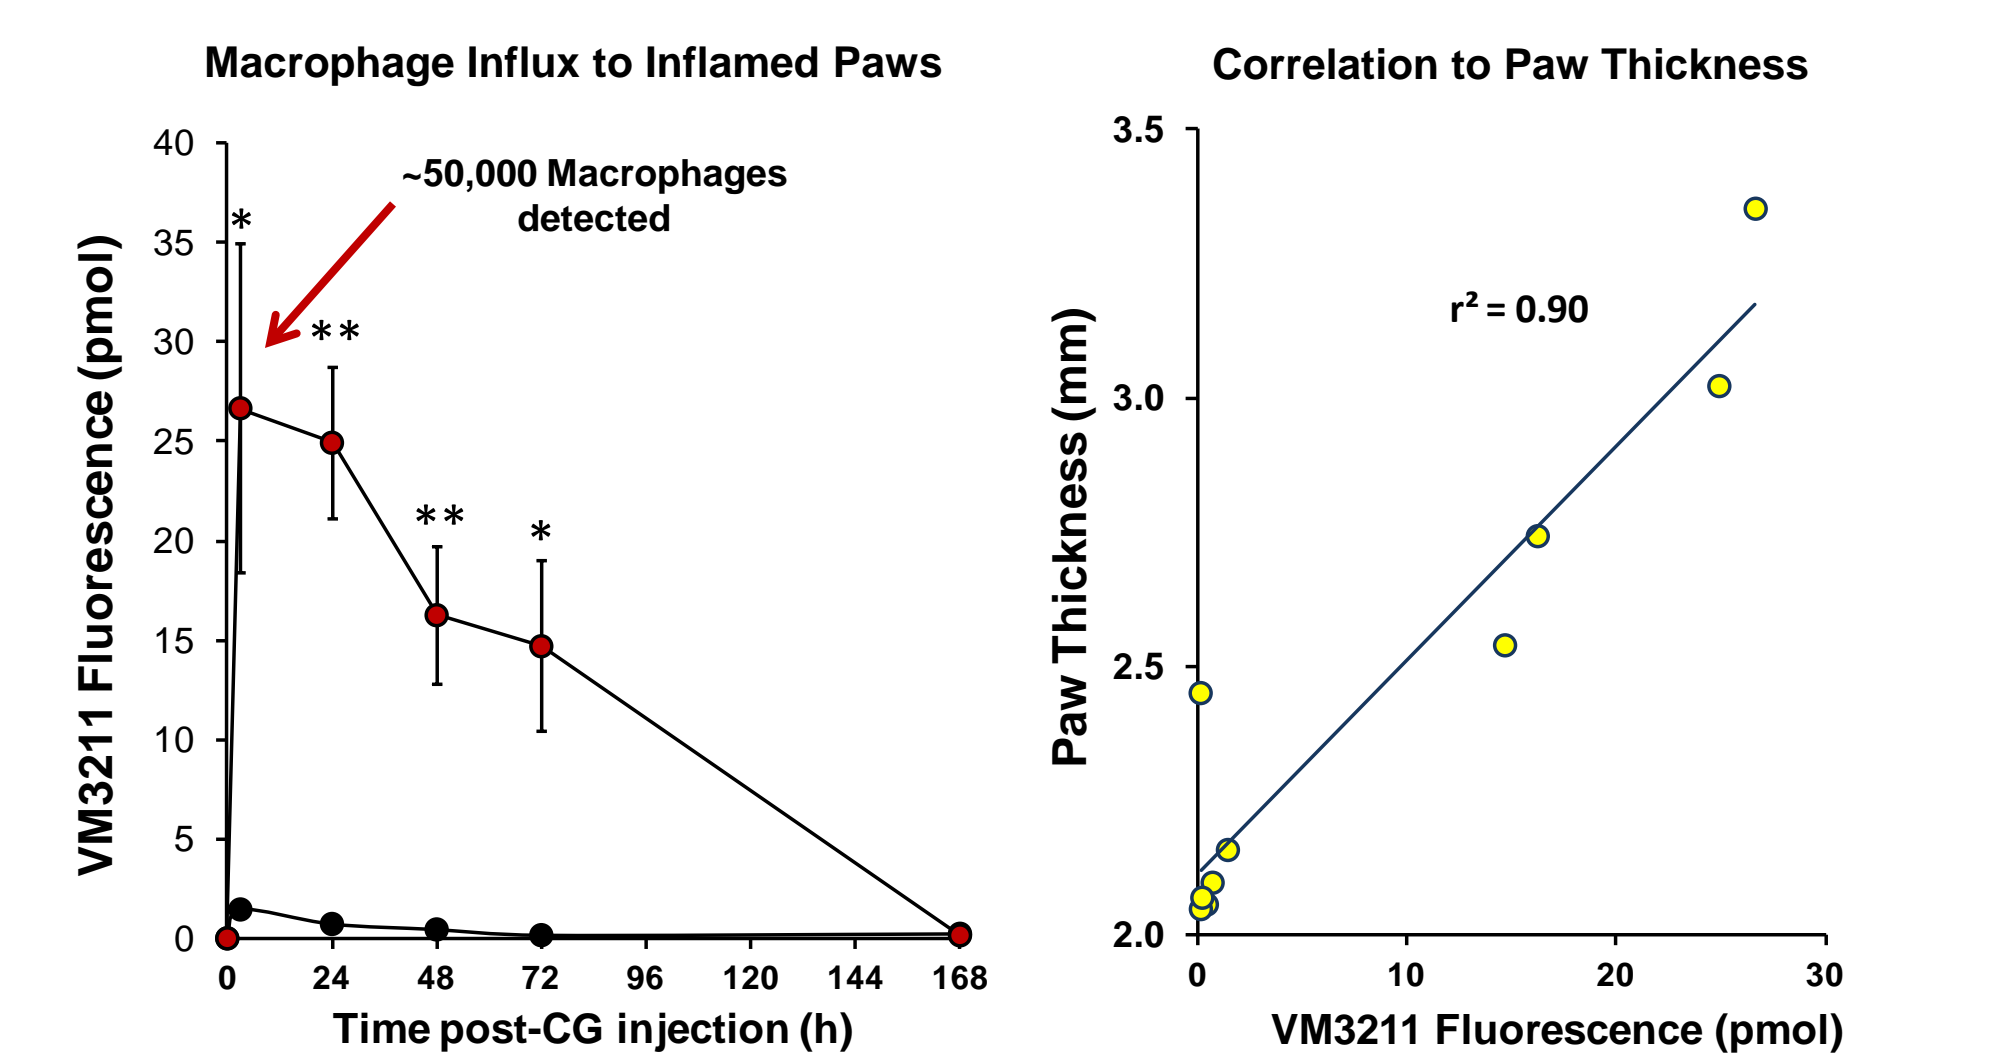 Macrophage Influx to Inflamed Paws
VM3211 Fluorescence (pmol)
40
35
30
25
20
15
10
5
0
~50,000 Macrophages
detected
*
**
**
*
0 24 48 72 96 120 144 168
Time post-CG injection (h)
Correlation to Paw Thickness
Paw Thickness (mm)
3.5
3.0
2.5
2.0
r² = 0.90
0 10 20 30
VM3211 Fluorescence (pmol)